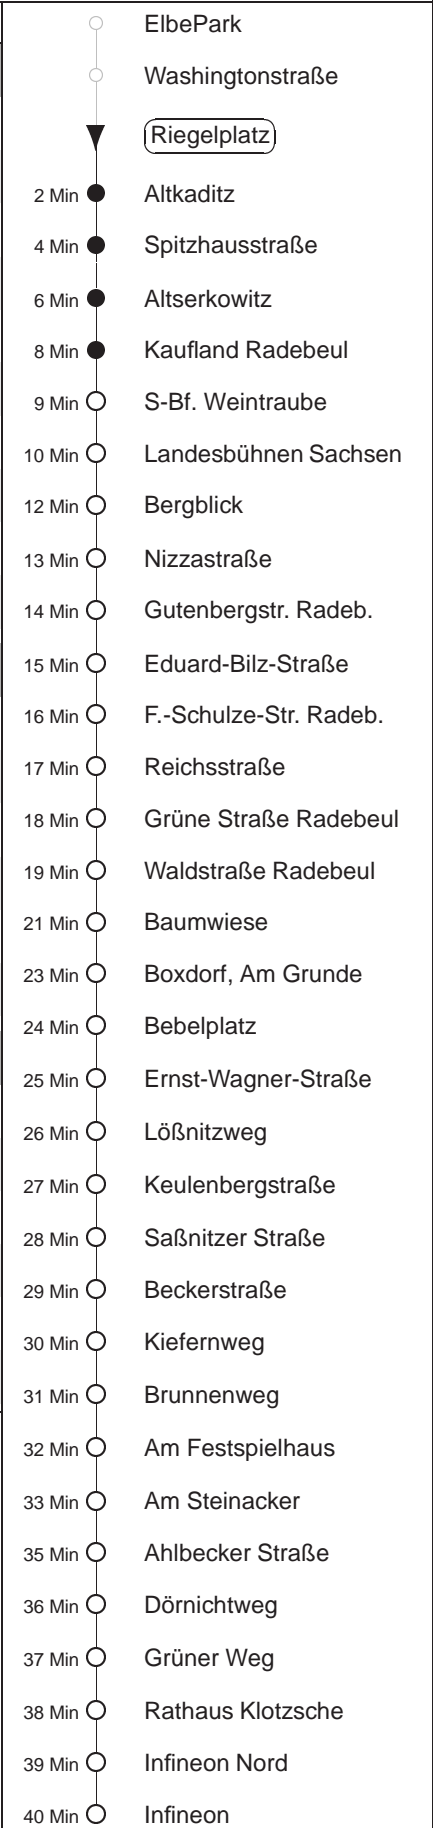 ElbePark
Washingtonstraße
Riegelplatz
2 Min Altkaditz
4 Min Spitzhausstraße
6 Min Altserkowitz
8 Min Kaufland Radebeul
9 Min S-Bf. Weintraube
10 Min Landesbühnen Sachsen
12 Min Bergblick
13 Min Nizzastraße
14 Min Gutenbergstr. Radeb.
15 Min Eduard-Bilz-Straße
16 Min F.-Schulze-Str. Radeb.
17 Min Reichsstraße
18 Min Grüne Straße Radebeul
19 Min Waldstraße Radebeul
21 Min Baumwiese
23 Min Boxdorf, Am Grunde
24 Min Bebelplatz
25 Min Ernst-Wagner-Straße
26 Min Lößnitzweg
27 Min Keulenbergstraße
28 Min Saßnitzer Straße
29 Min Beckerstraße
30 Min Kiefernweg
31 Min Brunnenweg
32 Min Am Festspielhaus
33 Min Am Steinacker
35 Min Ahlbecker Straße
36 Min Dörnichtweg
37 Min Grüner Weg
38 Min Rathaus Klotzsche
39 Min Infineon Nord
40 Min Infineon